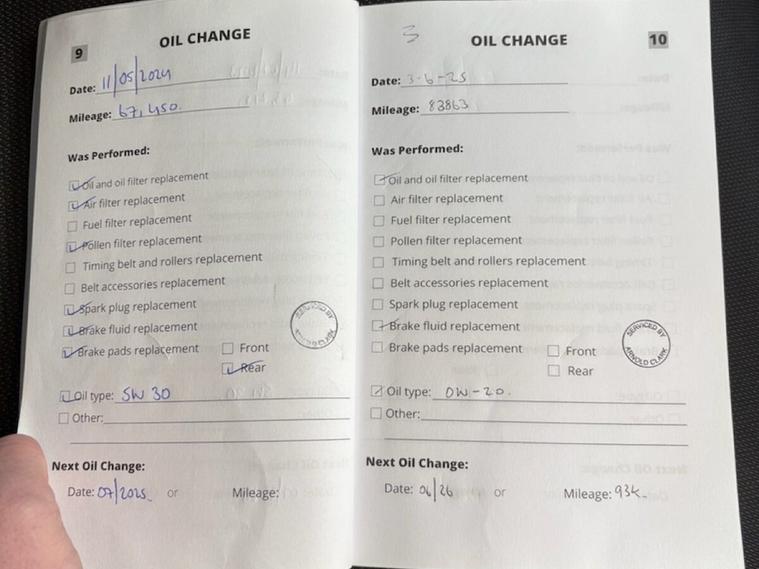 9
OIL CHANGE
Date: 11/05/2024
Mileage: 67,450.
Was Performed:
Oil and oil filter replacement
Air filter replacement
Fuel filter replacement
Pollen filter replacement
Timing belt and rollers replacement
Belt accessories replacement
Spark plug replacement
Brake fluid replacement
Brake pads replacement
Front
Rear
SERVICED BY
Oil type: 5W 30
Other:
Next Oil Change:
Date: 07/2025 or Mileage:
3
OIL CHANGE
10
Date: 3-6-25
Mileage: 83863
Was Performed:
Oil and oil filter replacement
Air filter replacement
Fuel filter replacement
Pollen filter replacement
Timing belt and rollers replacement
Belt accessories replacement
Spark plug replacement
Brake fluid replacement
Brake pads replacement
Front
Rear
SERVICED BY
ARNOLD CLARK
Oil type: 0W-20.
Other:
Next Oil Change:
Date: 06/26 or Mileage: 93k.